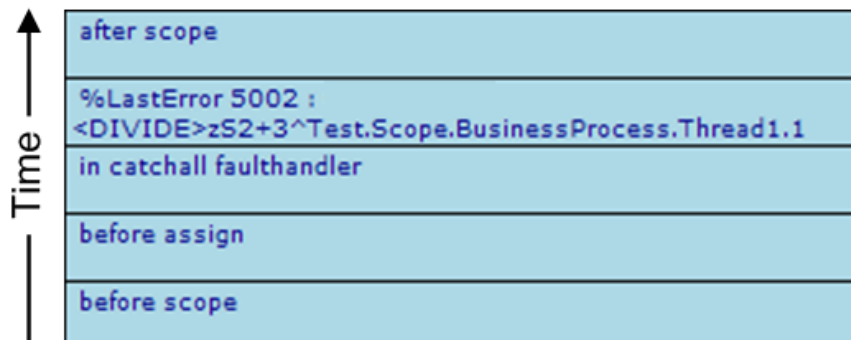 Time
after scope
%LastError 5002 :
<DIVIDE>zS2+3^Test.Scope.BusinessProcess.Thread1.1
in catchall faulthandler
before assign
before scope